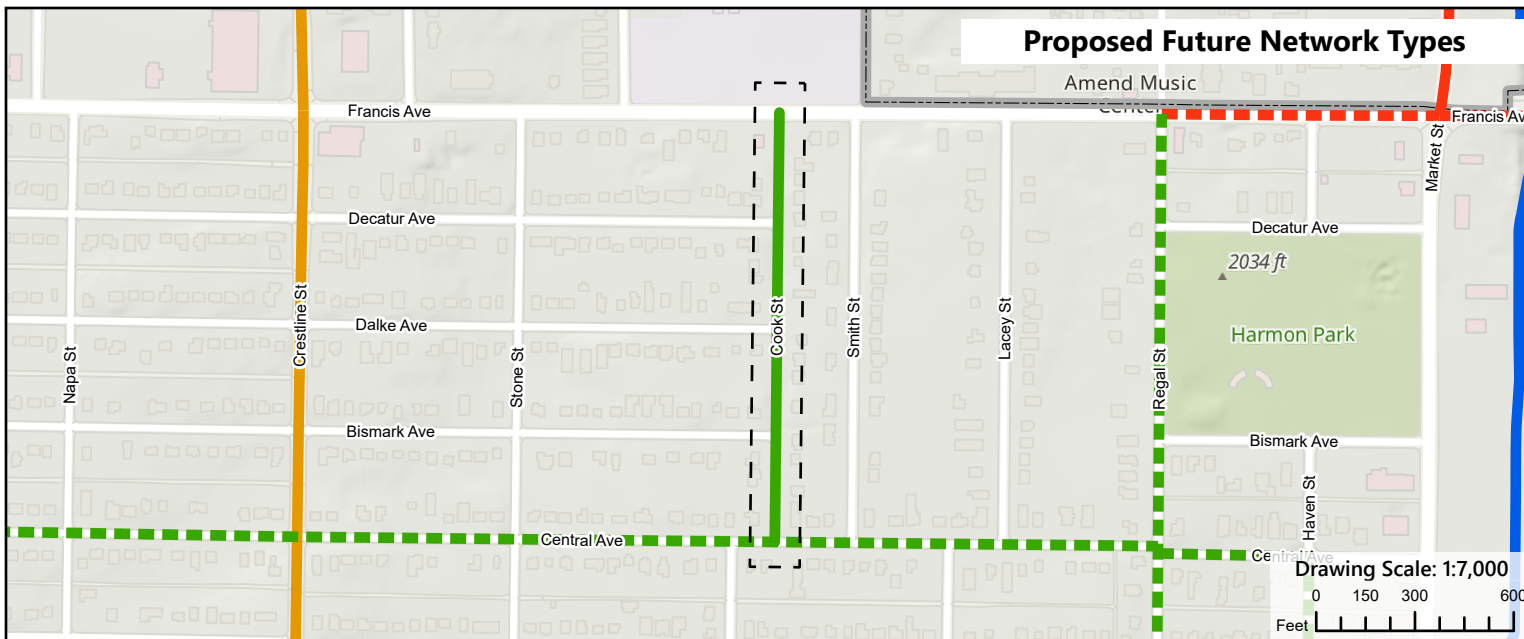 Proposed Future Network Types
Amend Music
Center
Francis Ave
Francis Av
Market St
Decatur Ave
Decatur Ave
2034 ft
Harmon Park
Crestline St
Cook St
Smith St
Lacey St
Dalke Ave
Napa St
Stone St
Regal St
Bismark Ave
Bismark Ave
Haven St
Central Ave
Central Ave
Drawing Scale: 1:7,000
0 150 300 600
Feet